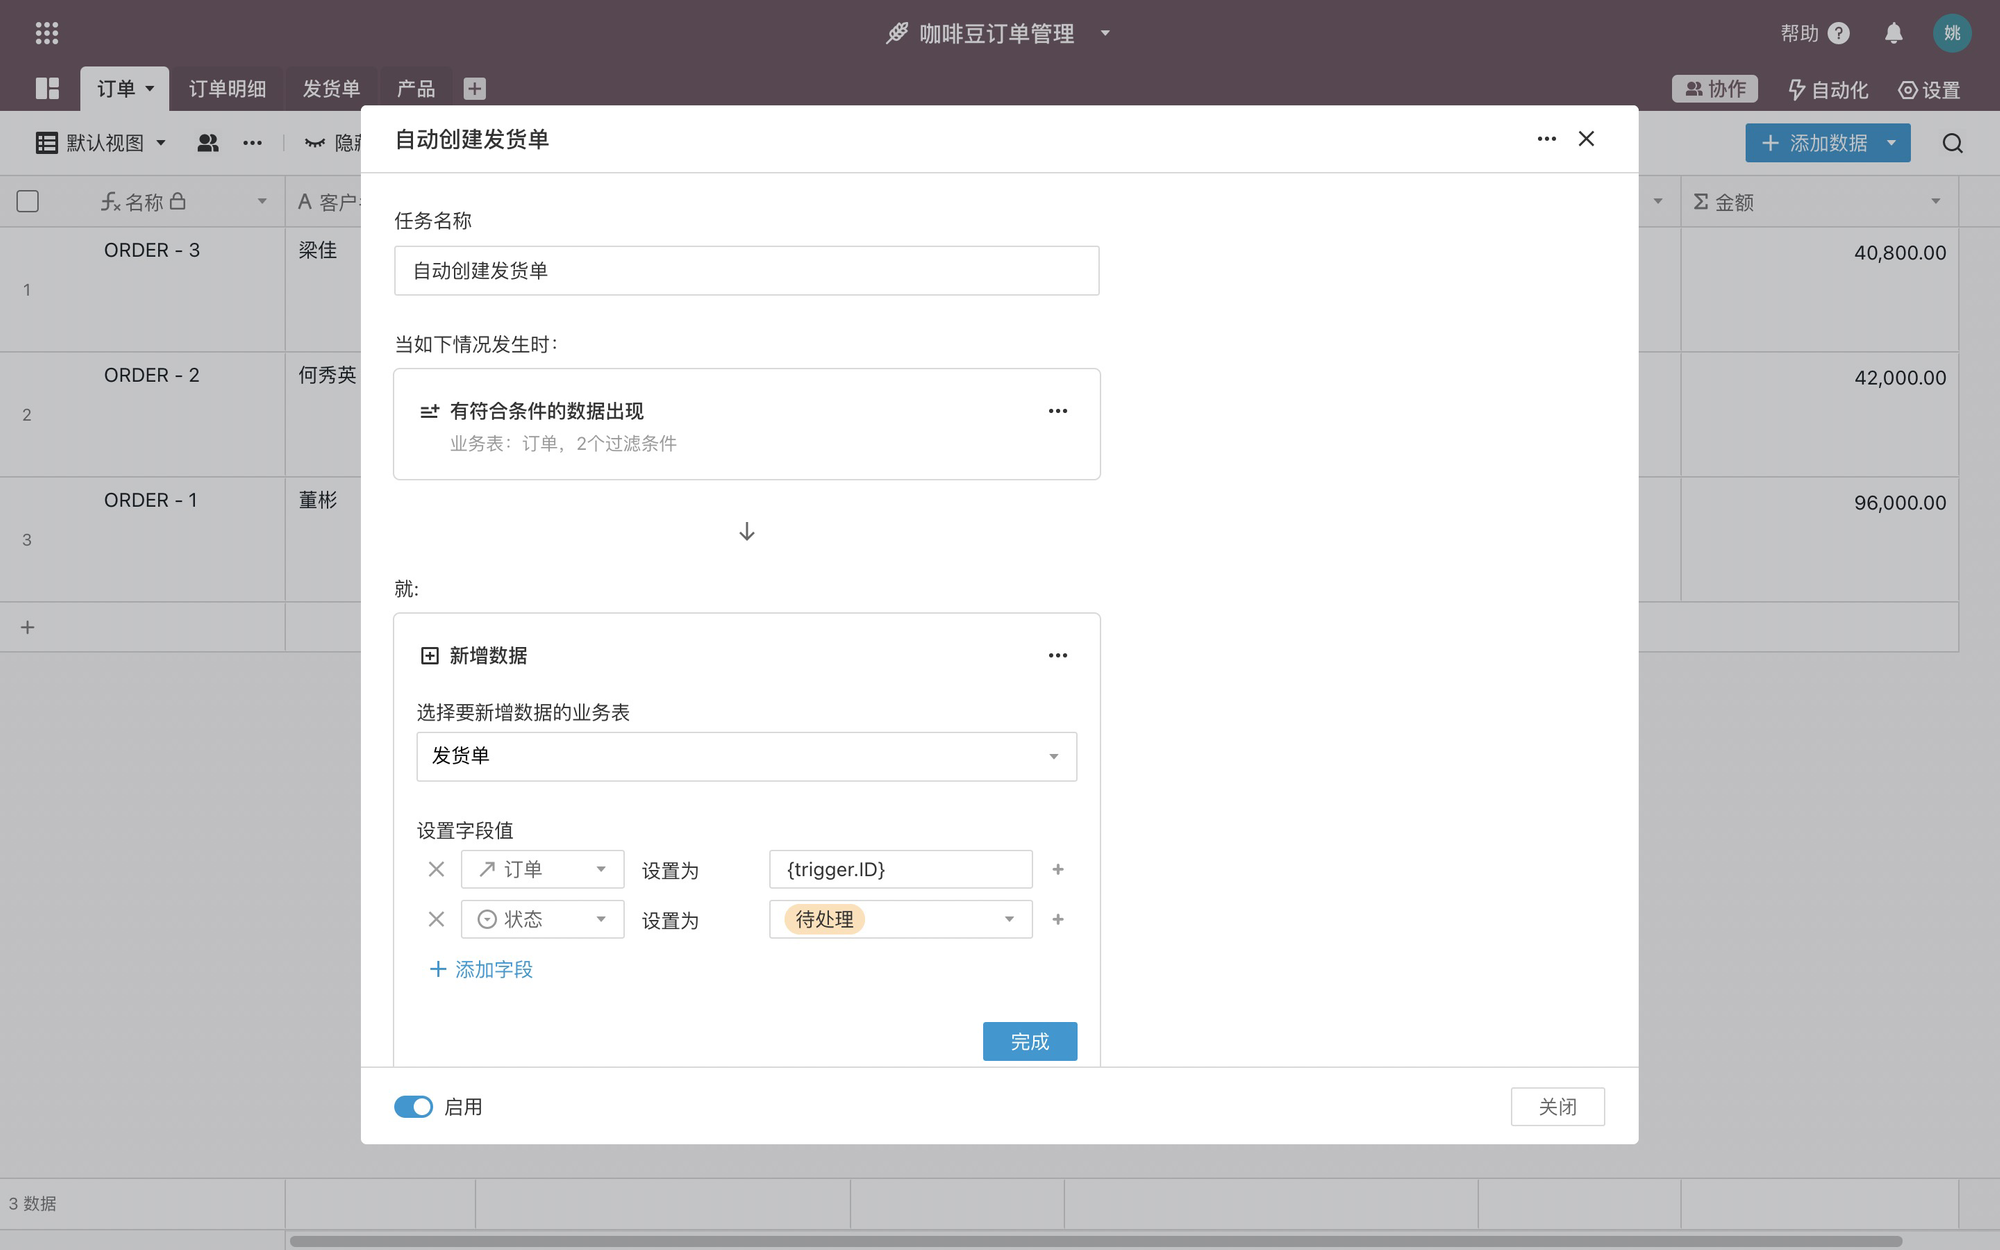 咖啡豆订单管理
帮助 ?
姚
订单
订单明细
发货单
产品
协作
自动化
设置
默认视图
添加数据
名称
A 客户
Σ 金额
1
ORDER - 3
梁佳
40,800.00
2
ORDER - 2
何秀英
42,000.00
3
ORDER - 1
董彬
96,000.00
自动创建发货单
任务名称
自动创建发货单
当如下情况发生时：
有符合条件的数据出现
业务表：订单，2个过滤条件
就:
新增数据
选择要新增数据的业务表
发货单
设置字段值
订单 设置为 {trigger.ID}
状态 设置为 待处理
添加字段
完成
启用
关闭
3 数据